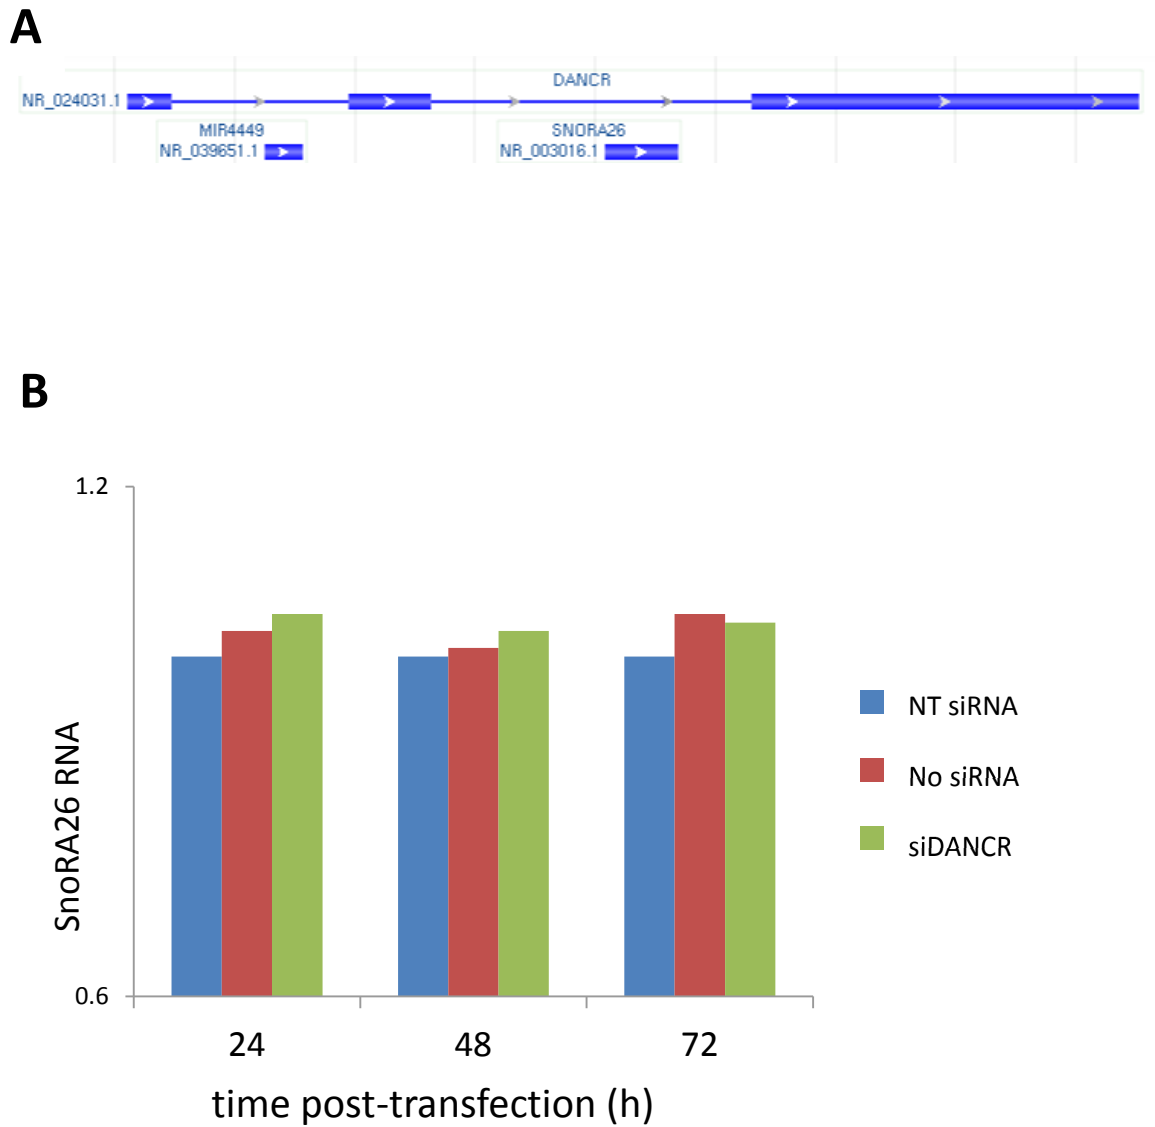 A
DANCR
NR_024031.1
MIR4449
SNORA26
NR_039651.1
NR_003016.1
B
1.2
0.6
SnoRA26 RNA
24
48
72
time post-transfection (h)
NT siRNA
No siRNA
siDANCR